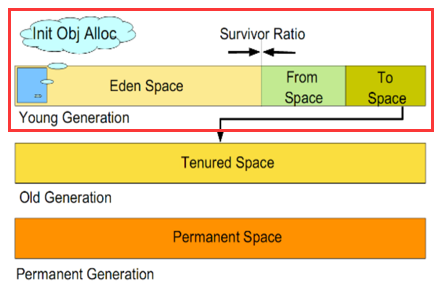 Init Obj Alloc.
Survivor Ratio
Eden Space
From
Space
To
Space
Young Generation
Tenured Space
Old Generation
Permanent Space
Permanent Generation